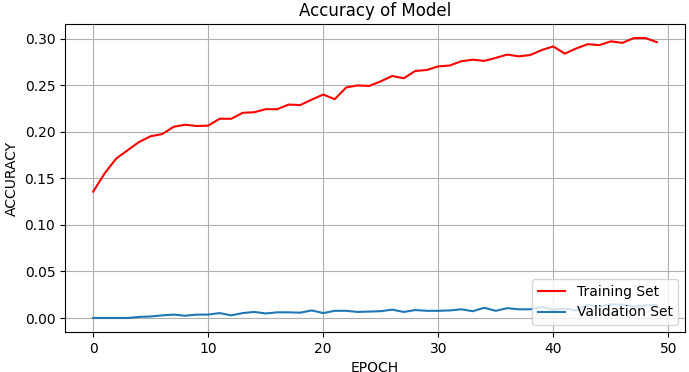 Accuracy of Model
ACCURACY
0.30
0.25
0.20
0.15
0.10
0.05
0.00
Training Set
Validation Set
0 10 20 30 40 50
EPOCH